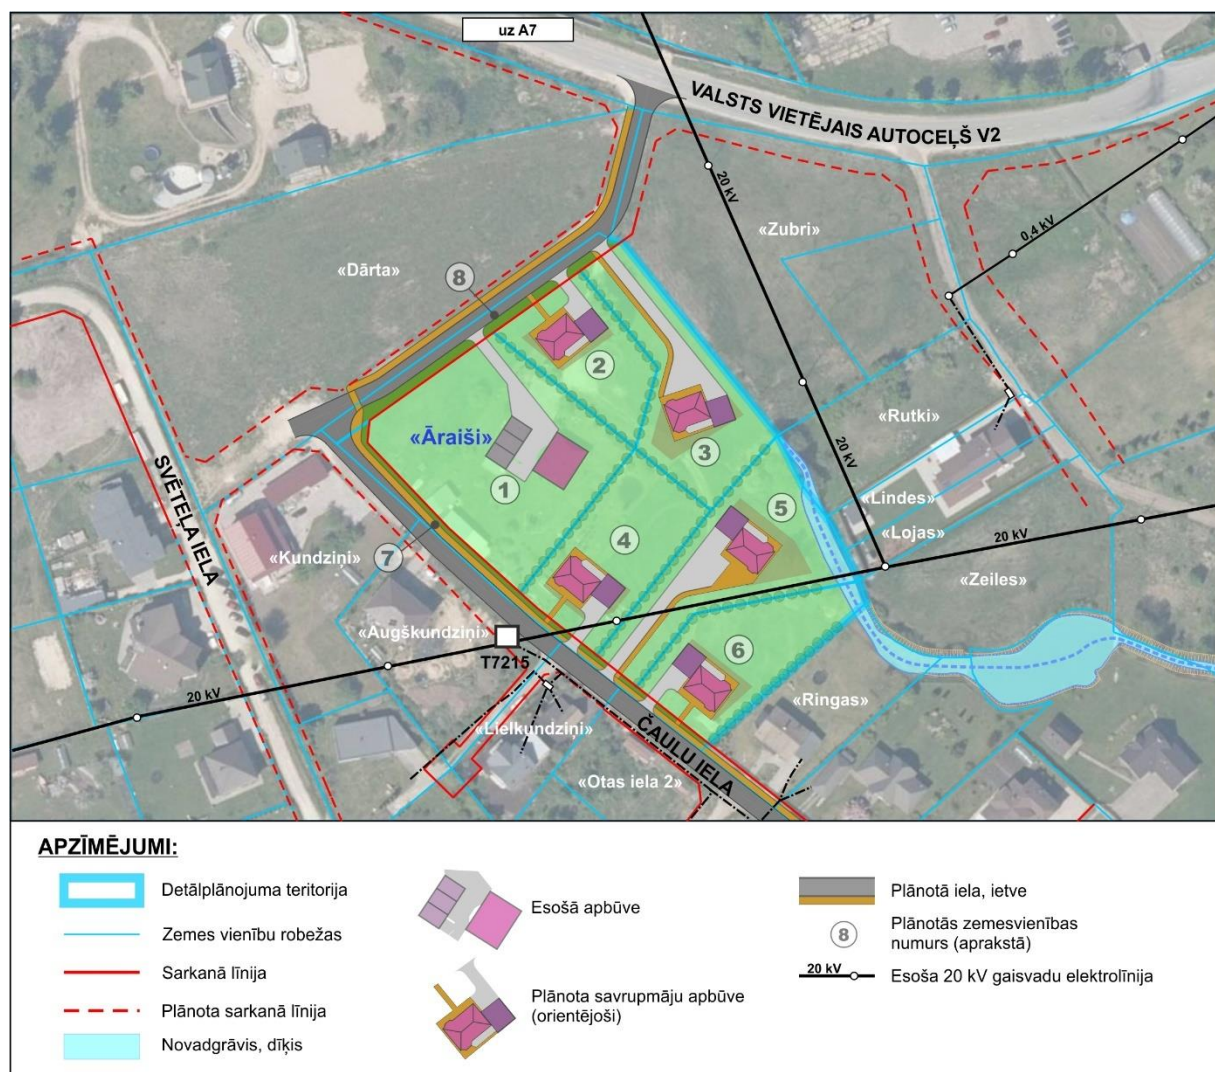 uz A7
VALSTS VIETĒJAIS AUTOCEĻŠ V2
20 kV
0,4 kV
«Zubri»
«Dārta»
8
2
«Rutki»
«Āraiši»
3
20 kV
SVĒTEĻA IELA
1
«Lindes»
5
«Lojas»
20 kV
4
«Kundziņi»
7
«Zeiles»
«Augškundziņi»
T7215
6
20 kV
«Ringas»
«Lielkundziņi»
ČAULU IELA
«Otas iela 2»
APZĪMĒJUMI:
Detālplānojuma teritorija
Zemes vienību robežas
Sarkanā līnija
Plānota sarkanā līnija
Novadgrāvis, dīķis
Esošā apbūve
Plānota savrupmāju apbūve
(orientējoši)
Plānotā iela, ietve
8
Plānotās zemesvienības
numurs (aprakstā)
20 kV
Esoša 20 kV gaisvadu elektrolīnija